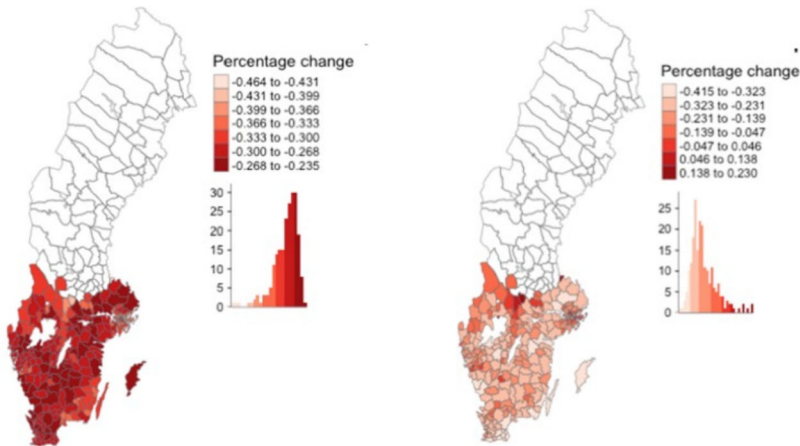 Percentage change
-0.464 to -0.431
-0.431 to -0.399
-0.399 to -0.366
-0.366 to -0.333
-0.333 to -0.300
-0.300 to -0.268
-0.268 to -0.235
30
25
20
15
10
5
0
Percentage change
-0.415 to -0.323
-0.323 to -0.231
-0.231 to -0.139
-0.139 to -0.047
-0.047 to 0.046
0.046 to 0.138
0.138 to 0.230
25
20
15
10
5
0